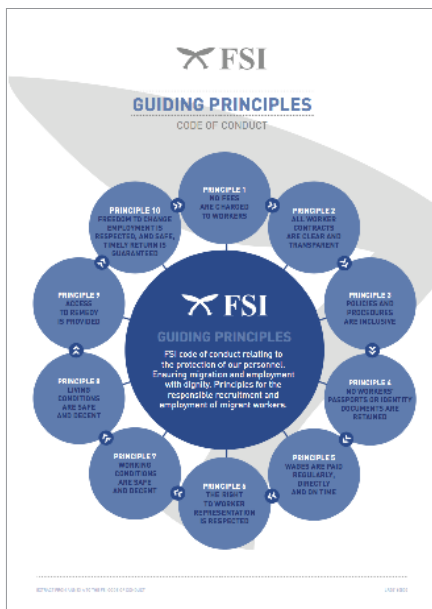 FSI
GUIDING PRINCIPLES
CODE OF CONDUCT
PRINCIPLE 1
NO FEES
ARE CHARGED
TO WORKERS
PRINCIPLE 2
ALL WORKER
CONTRACTS
ARE CLEAR AND
TRANSPARENT
PRINCIPLE 3
POLICIES AND
PROCEDURES
ARE INCLUSIVE
PRINCIPLE 4
NO WORKERS'
PASSPORTS OR IDENTITY
DOCUMENTS ARE
RETAINED
PRINCIPLE 5
WAGES ARE PAID
REGULARLY,
DIRECTLY
AND ON TIME
PRINCIPLE 6
THE RIGHT
TO WORKER
REPRESENTATION
IS RESPECTED
PRINCIPLE 7
WORKING
CONDITIONS
ARE SAFE
AND DECENT
PRINCIPLE 8
LIVING
CONDITIONS
ARE SAFE
AND DECENT
PRINCIPLE 9
ACCESS
TO REMEDY
IS PROVIDED
PRINCIPLE 10
FREEDOM TO CHANGE
EMPLOYMENT IS
RESPECTED, AND SAFE,
TIMELY RETURN IS
GUARANTEED
FSI
GUIDING PRINCIPLES
FSI code of conduct relating to
the protection of our personnel.
Ensuring migration and employment
with dignity. Principles for the
responsible recruitment and
employment of migrant workers.